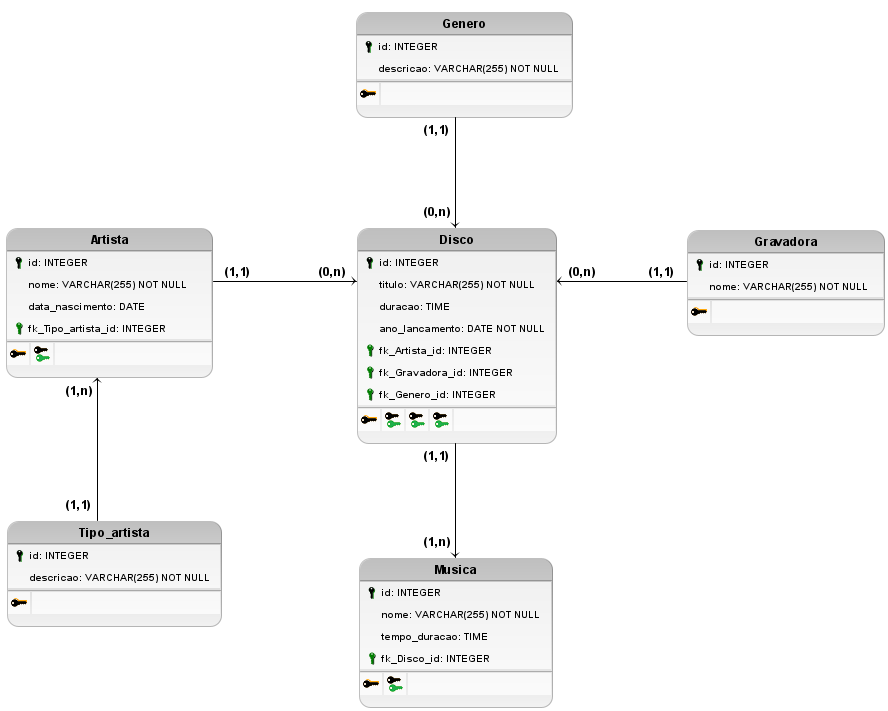 Genero
id: INTEGER
descricao: VARCHAR(255) NOT NULL
(1,1)
(0,n)
Artista
id: INTEGER
nome: VARCHAR(255) NOT NULL
data_nascimento: DATE
fk_Tipo_artista_id: INTEGER
(1,1)
(0,n)
Disco
id: INTEGER
titulo: VARCHAR(255) NOT NULL
duracao: TIME
ano_lancamento: DATE NOT NULL
fk_Artista_id: INTEGER
fk_Gravadora_id: INTEGER
fk_Genero_id: INTEGER
(0,n)
(1,1)
Gravadora
id: INTEGER
nome: VARCHAR(255) NOT NULL
(1,n)
(1,1)
Tipo_artista
id: INTEGER
descricao: VARCHAR(255) NOT NULL
(1,1)
(1,n)
Musica
id: INTEGER
nome: VARCHAR(255) NOT NULL
tempo_duracao: TIME
fk_Disco_id: INTEGER